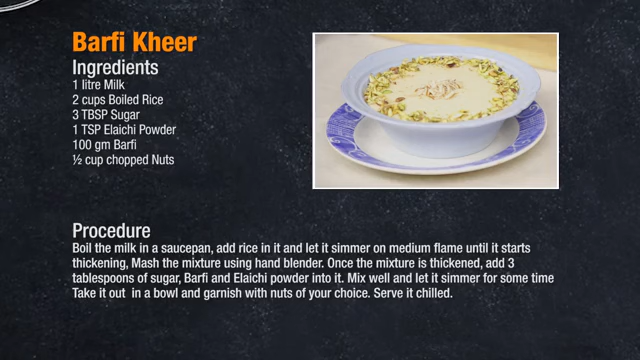 Barfi Kheer
Ingredients
1 litre Milk
2 cups Boiled Rice
3 TBSP Sugar
1 TSP Elaichi Powder
100 gm Barfi
½ cup chopped Nuts
Procedure
Boil the milk in a saucepan, add rice in it and let it simmer on medium flame until it starts
thickening, Mash the mixture using hand blender. Once the mixture is thickened, add 3
tablespoons of sugar, Barfi and Elaichi powder into it. Mix well and let it simmer for some time
Take it out in a bowl and garnish with nuts of your choice. Serve it chilled.